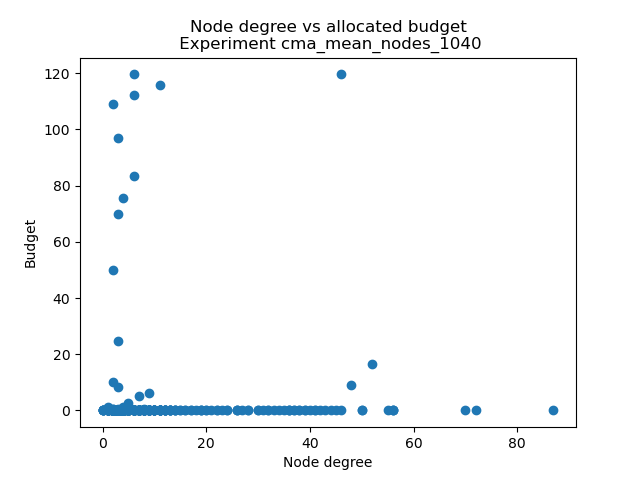 Node degree vs allocated budget
Experiment cma_mean_nodes_1040
120
100
80
60
40
20
0
Budget
0 20 40 60 80
Node degree